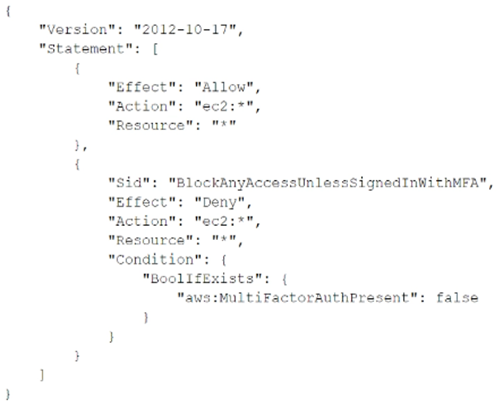 {
    "Version": "2012-10-17",
    "Statement": [
        {
            "Effect": "Allow",
            "Action": "ec2:*",
            "Resource": "*"
        },
        {
            "Sid": "BlockAnyAccessUnlessSignedInWithMFA",
            "Effect": "Deny",
            "Action": "ec2:*",
            "Resource": "*",
            "Condition": {
                "BoolIfExists": {
                    "aws:MultiFactorAuthPresent": false
                }
            }
        }
    ]
}